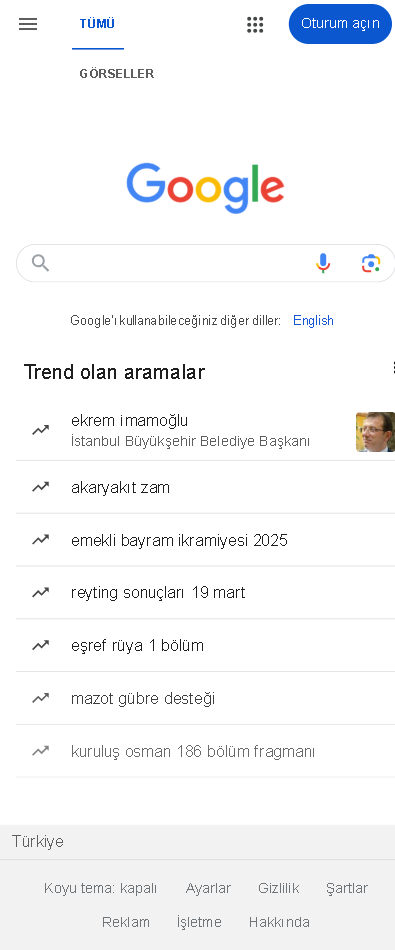 TÜMÜ
Oturum açın
GÖRSELLER
Google
Google'ı kullanabileceğiniz diğer diller: English
Trend olan aramalar
ekrem imamoğlu
İstanbul Büyükşehir Belediye Başkanı
akaryakıt zam
emekli bayram ikramiyesi 2025
reyting sonuçları 19 mart
eşref rüya 1 bölüm
mazot gübre desteği
kuruluş osman 186 bölüm fragmanı
Türkiye
Koyu tema: kapalı Ayarlar Gizlilik Şartlar
Reklam İşletme Hakkında